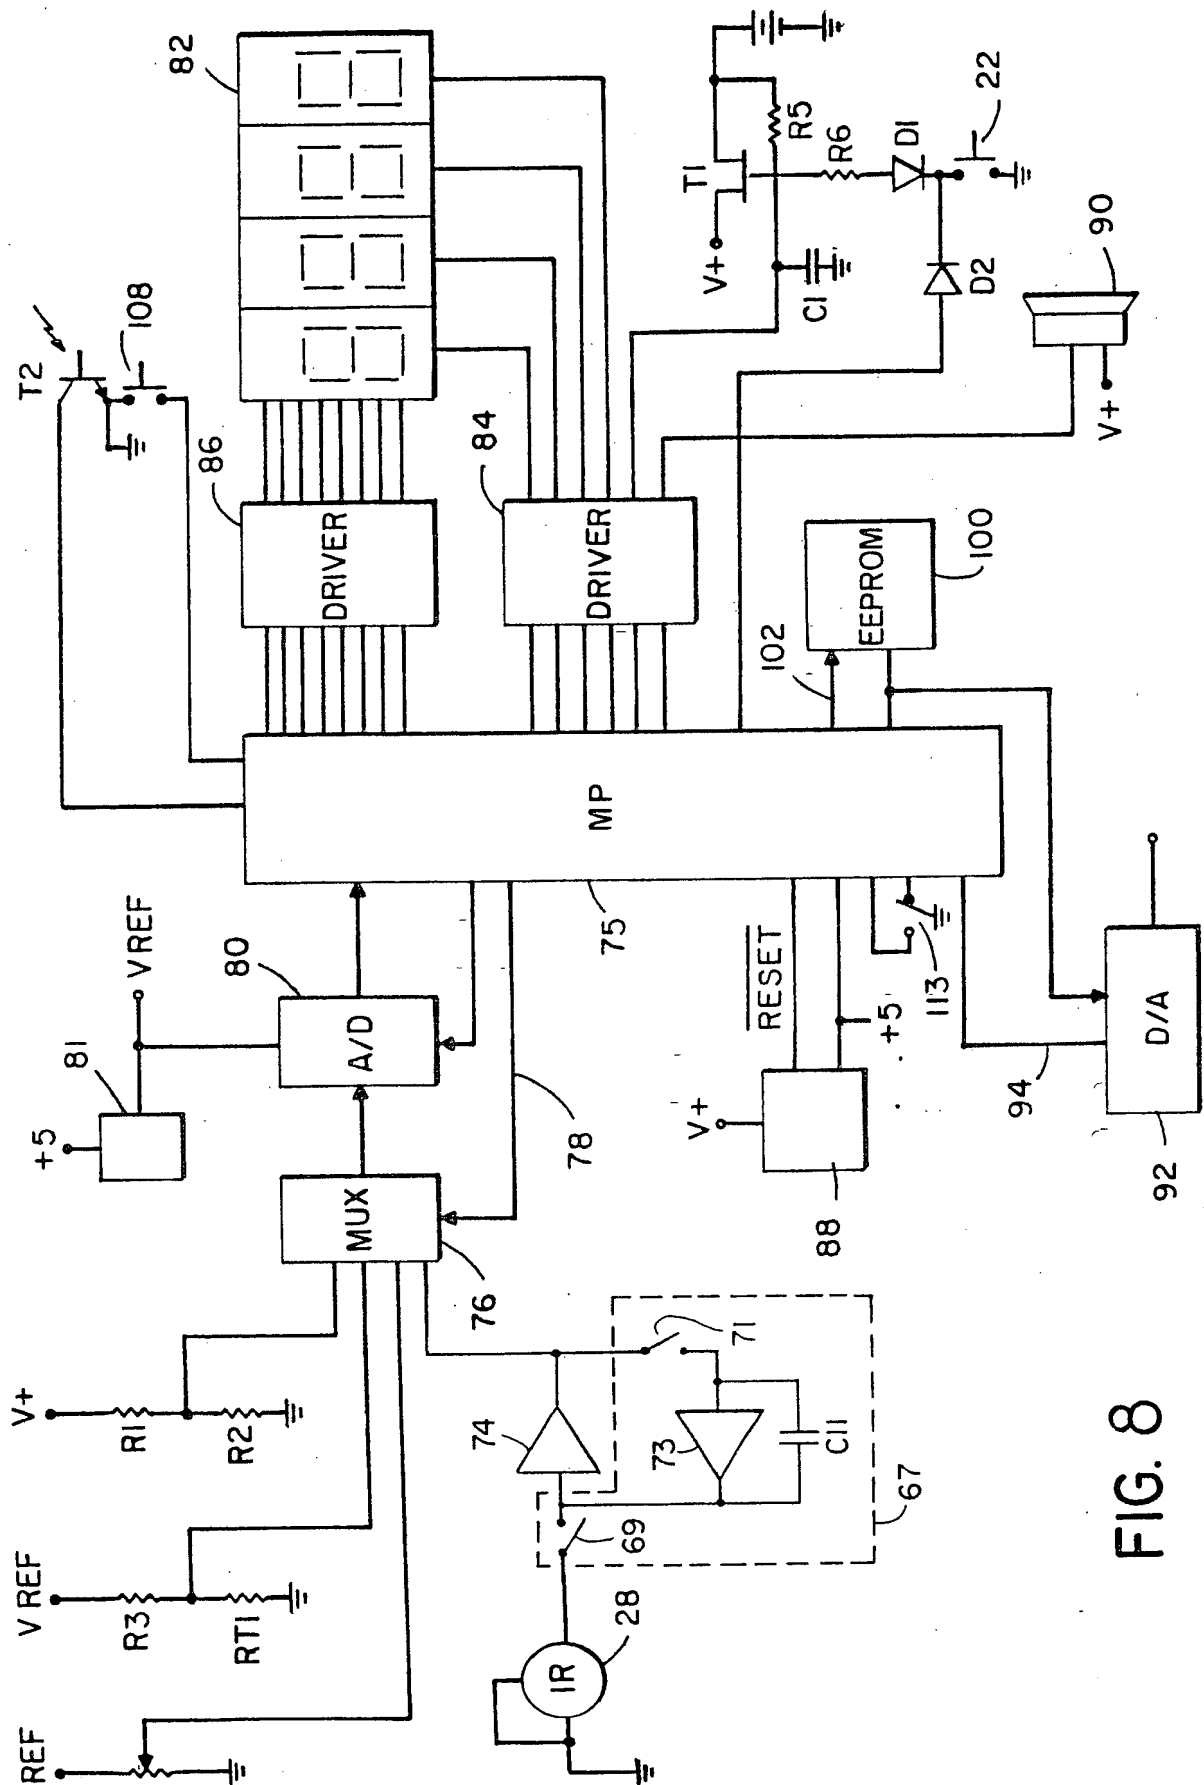 REF
V REF
V+
R3
RT1
R1
R2
+5
81
V REF
80
A/D
MUX
76
78
IR
28
69
74
73
71
C11
67
T2
108
86
DRIVER
82
84
DRIVER
MP
75
RESET
V+
88
+5
113
94
D/A
92
102
EEPROM
100
V+
T1
R5
C1
R6
D1
22
D2
90
V+
FIG. 8